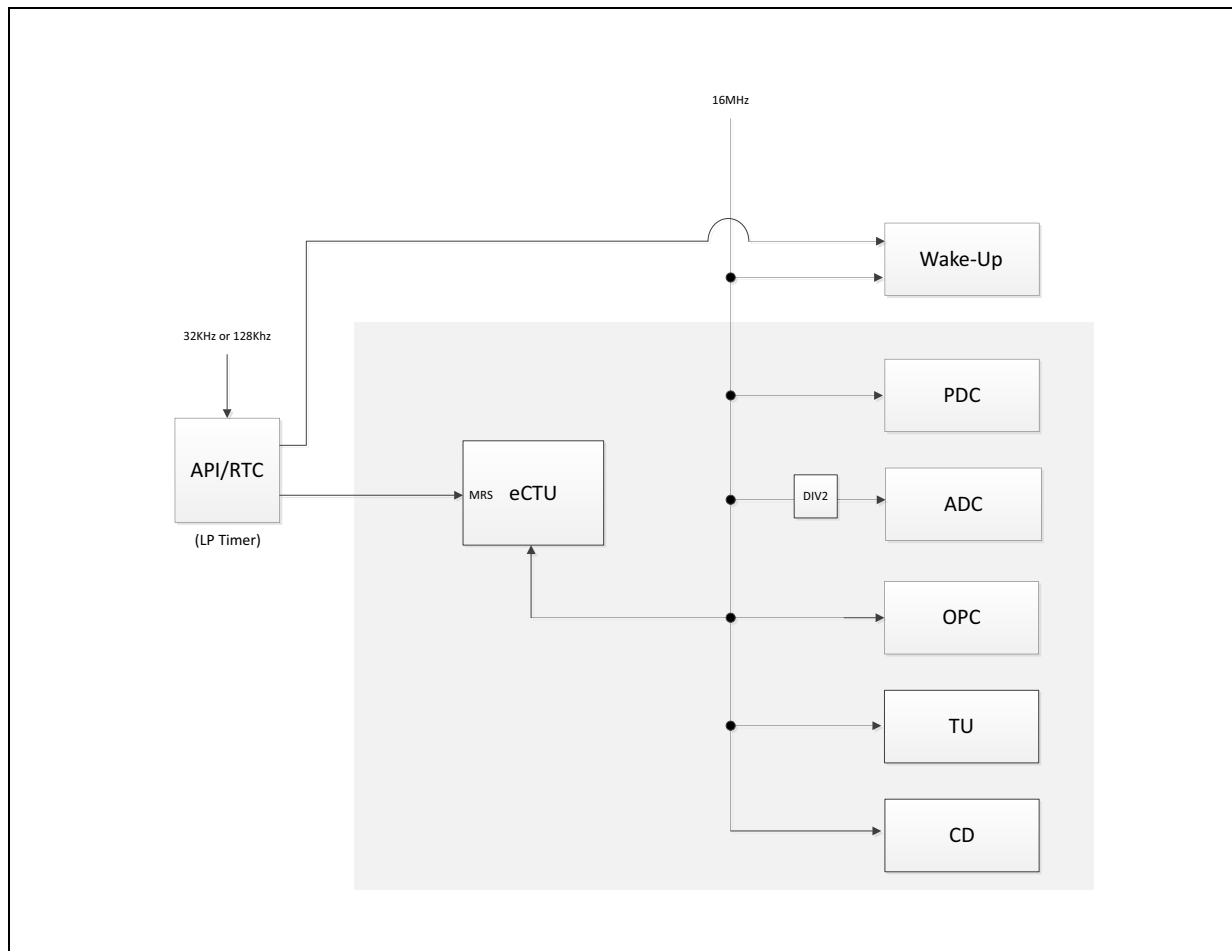 16MHz
Wake-Up
32KHz or 128Khz
PDC
API/RTC
MRS
eCTU
DIV2
ADC
(LP Timer)
OPC
TU
CD